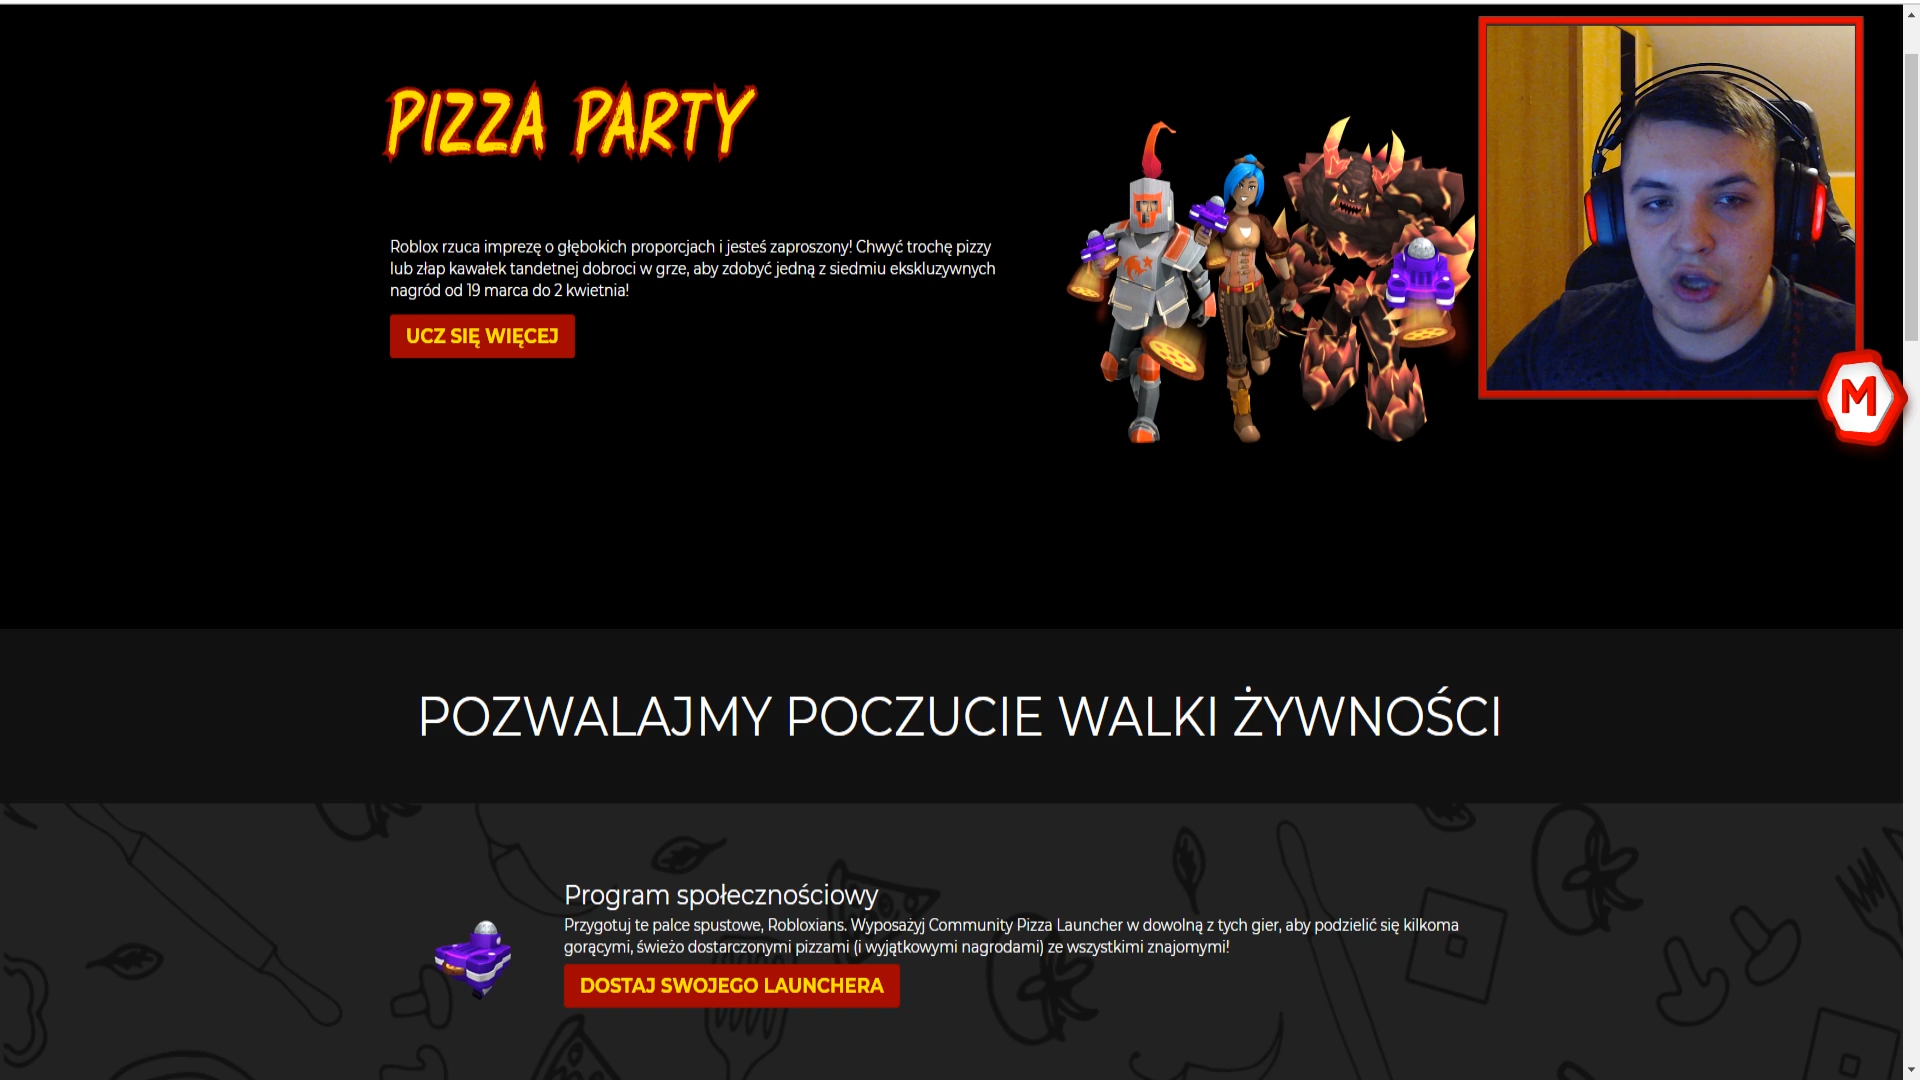 PIZZA PARTY
Roblox rzuca imprezę o głębokich proporcjach i jesteś zaproszony! Chwyć trochę pizzy
lub złap kawałek tandetnej dobroci w grze, aby zdobyć jedną z siedmiu ekskluzywnych
nagród od 19 marca do 2 kwietnia!
UCZ SIĘ WIĘCEJ
M
POZWALAJMY POCZUCIE WALKI ŻYWNOŚCI
Program społecznościowy
Przygotuj te palce spustowe, Robloxians. Wyposażyj Community Pizza Launcher w dowolną z tych gier, aby podzielić się kilkoma
gorącymi, świeżo dostarczonymi pizzami (i wyjątkowymi nagrodami) ze wszystkimi znajomymi!
DOSTAJ SWOJEGO LAUNCHERA